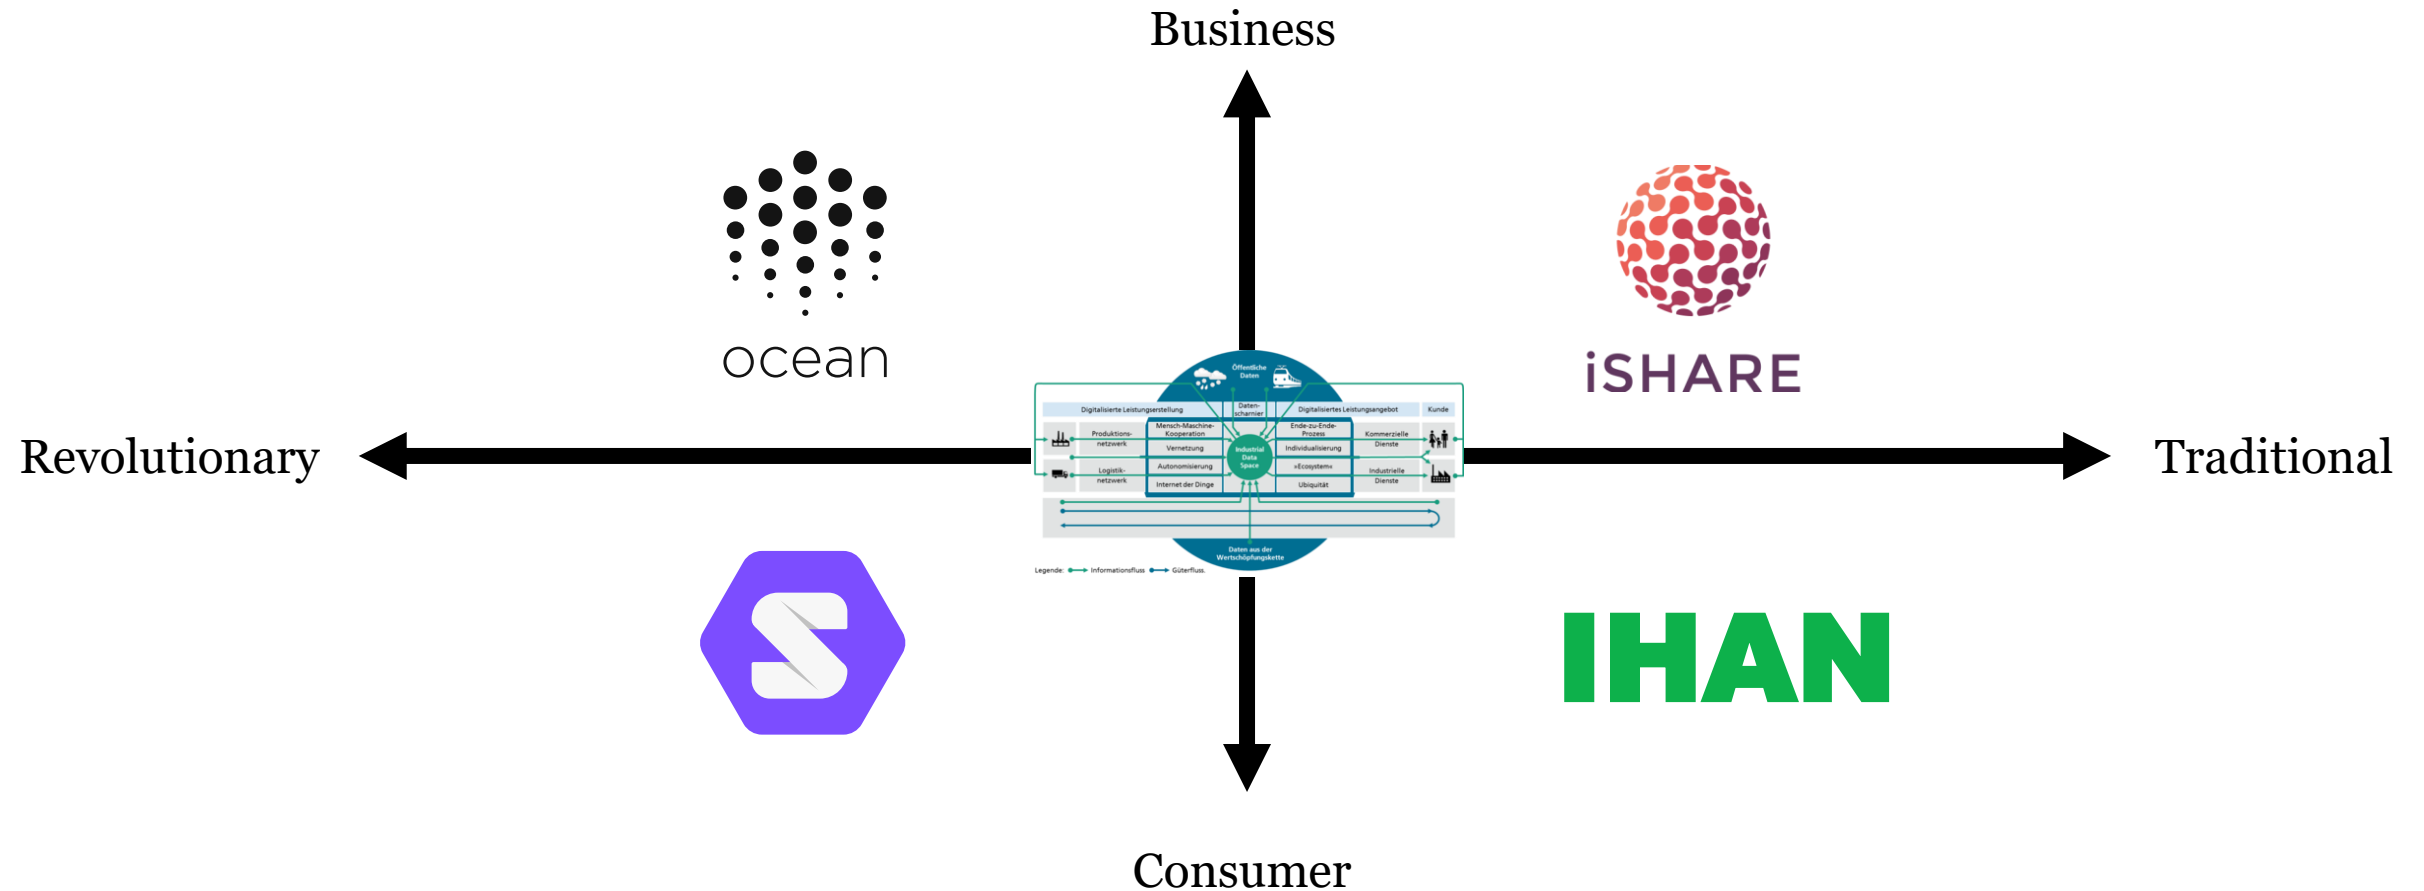 Business
ocean
iSHARE
Öffentliche
Daten
Digitalisierte Leistungserstellung
Daten-
scharnier
Digitalisiertes Leistungsangebot
Kunde
Produktions-
netzwerk
Mensch-Maschine-
Kooperation
Ende-zu-Ende-
Prozess
Kommerzielle
Dienste
Vernetzung
Industrial
Data
Space
Individualisierung
Revolutionary
Traditional
Logistik-
netzwerk
Autonomisierung
»Ecosystem«
Industrielle
Dienste
Internet der Dinge
Ubiquität
Daten aus der
Wertschöpfungskette
Legende:
Informationsfluss
Güterfluss.
S
IHAN
Consumer